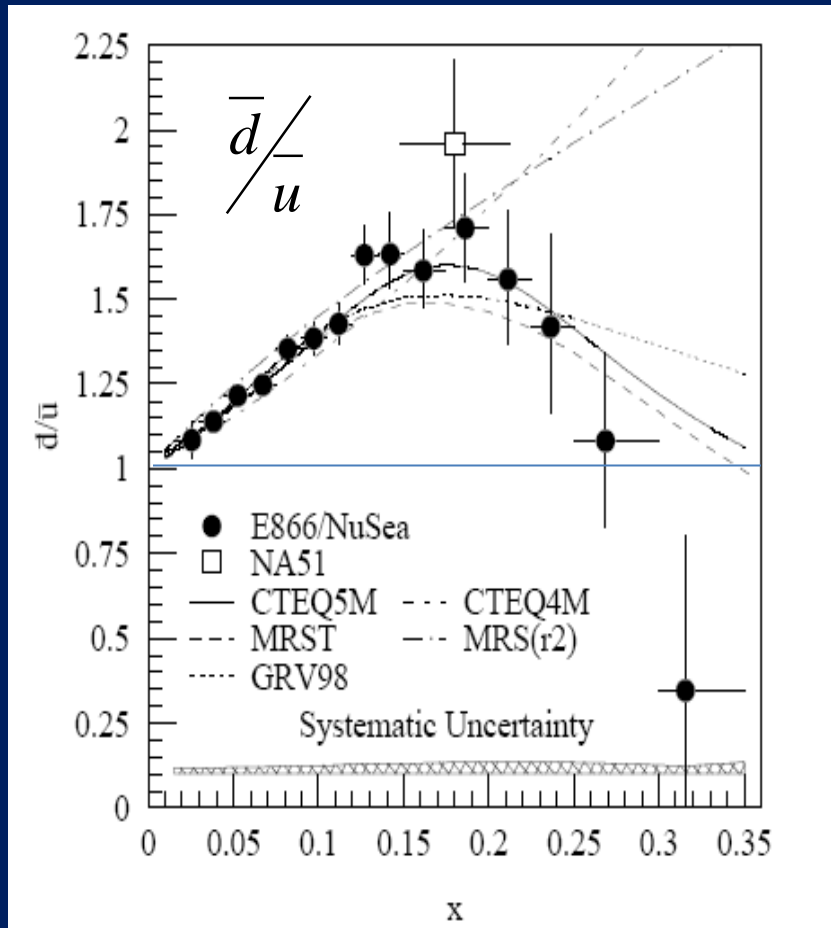 2.25
d̅/u̅
2
1.75
1.5
1.25
d̅/u̅
1
E866/NuSea
0.75
NA51
CTEQ5M CTEQ4M
0.5
MRST MRS(r2)
GRV98
0.25
Systematic Uncertainty
0
0 0.05 0.1 0.15 0.2 0.25 0.3 0.35
x